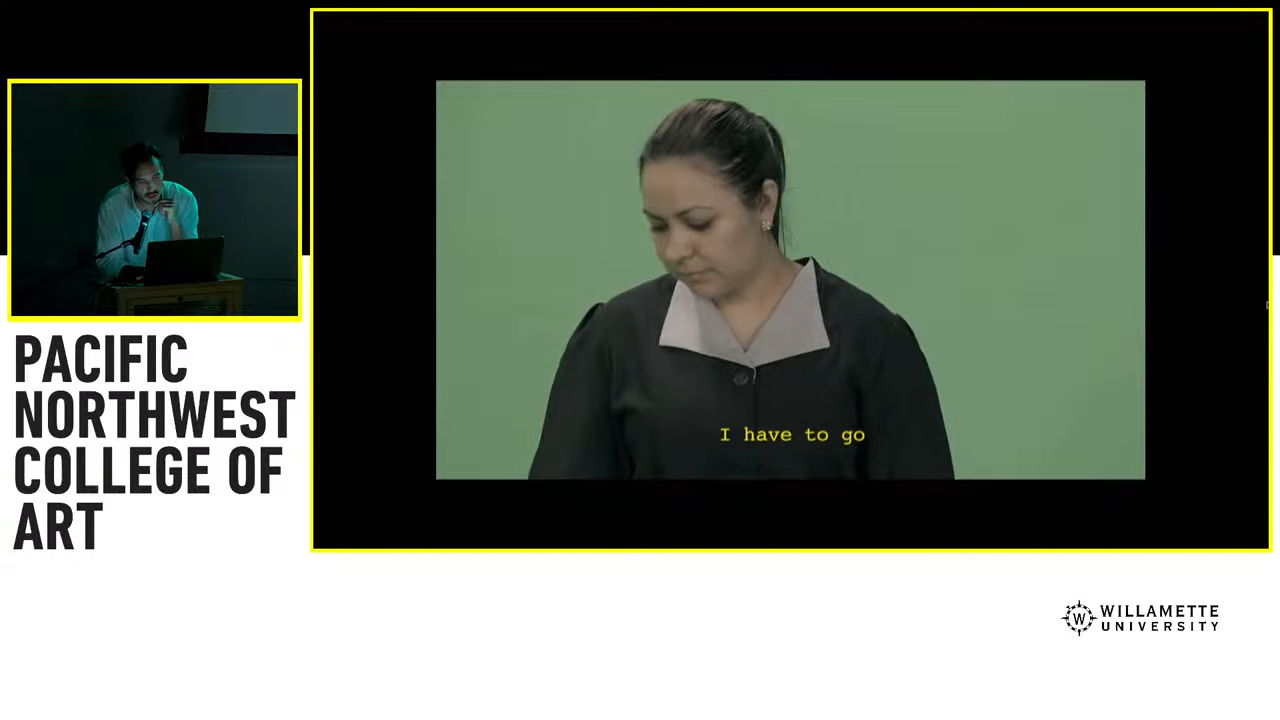 PACIFIC
NORTHWEST
COLLEGE OF
ART
I have to go
W
WILLAMETTE
UNIVERSITY